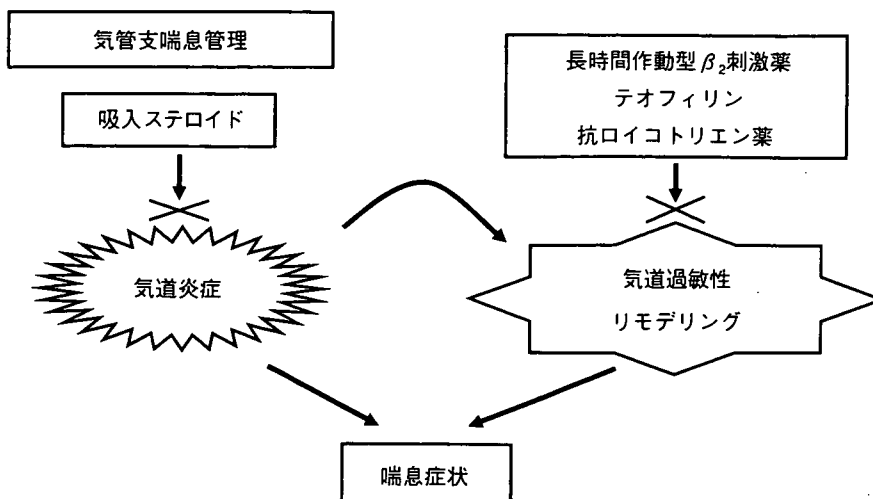 気管支喘息管理
吸入ステロイド
長時間作動型β₂刺激薬
テオフィリン
抗ロイコトリエン薬
気道炎症
気道過敏性
リモデリング
喘息症状